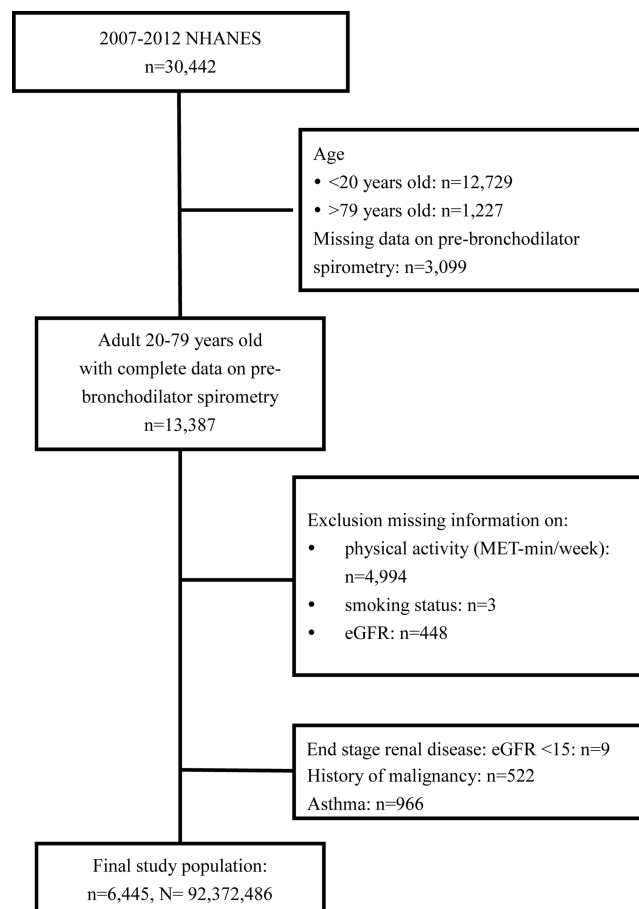 2007-2012 NHANES
n=30,442
Age
• <20 years old: n=12,729
• >79 years old: n=1,227
Missing data on pre-bronchodilator
spirometry: n=3,099
Adult 20-79 years old
with complete data on pre-
bronchodilator spirometry
n=13,387
Exclusion missing information on:
• physical activity (MET-min/week):
n=4,994
• smoking status: n=3
• eGFR: n=448
End stage renal disease: eGFR <15: n=9
History of malignancy: n=522
Asthma: n=966
Final study population:
n=6,445, N= 92,372,486